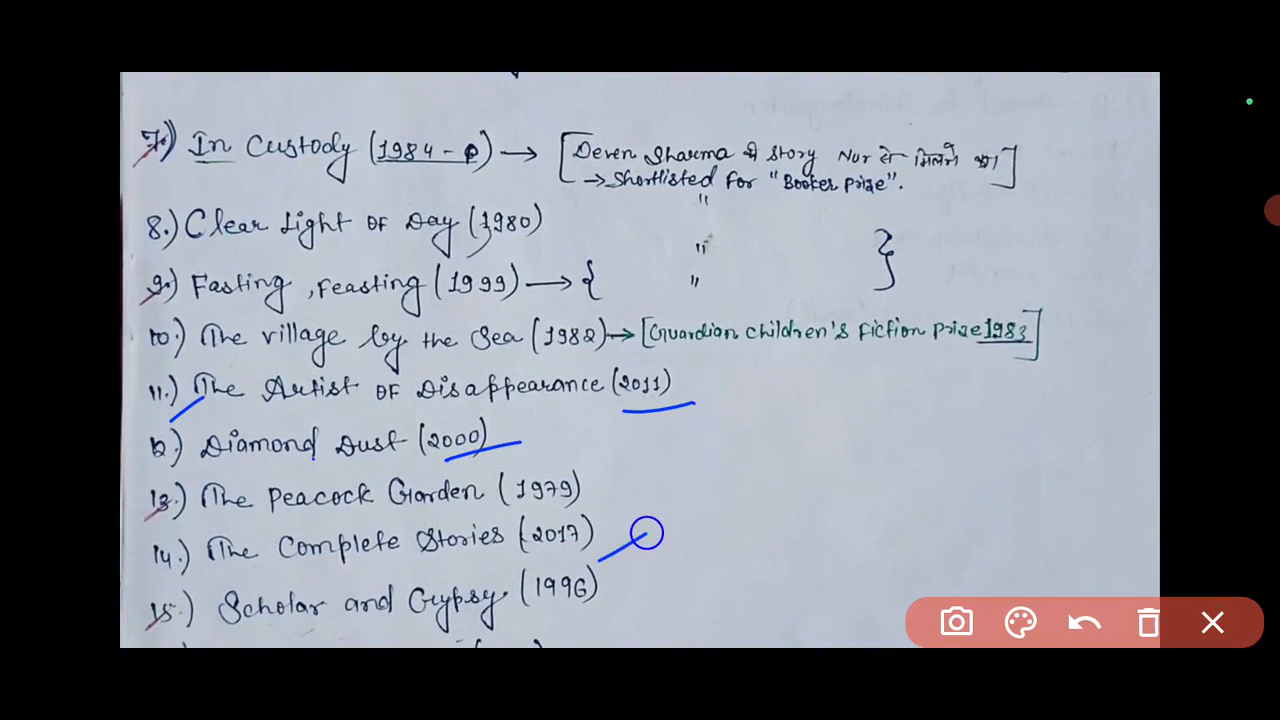 7.) In Custody (1984 - ) → [Deven Sharma की story Nur से मिलने का]
→ Shortlisted For "Booker Prize".
"
8.) Clear Light OF Day (1980)
"
9.) Fasting, Feasting (1999) → { " }
10.) The village by the Sea (1982) → [Guardian children's Fiction Prize 1983]
11.) The Artist OF Disappearance (2011)
12.) Diamond Dust (2000)
13.) The Peacock Garden (1979)
14.) The Complete Stories (2017)
15.) Scholar and Gypsy (1996)